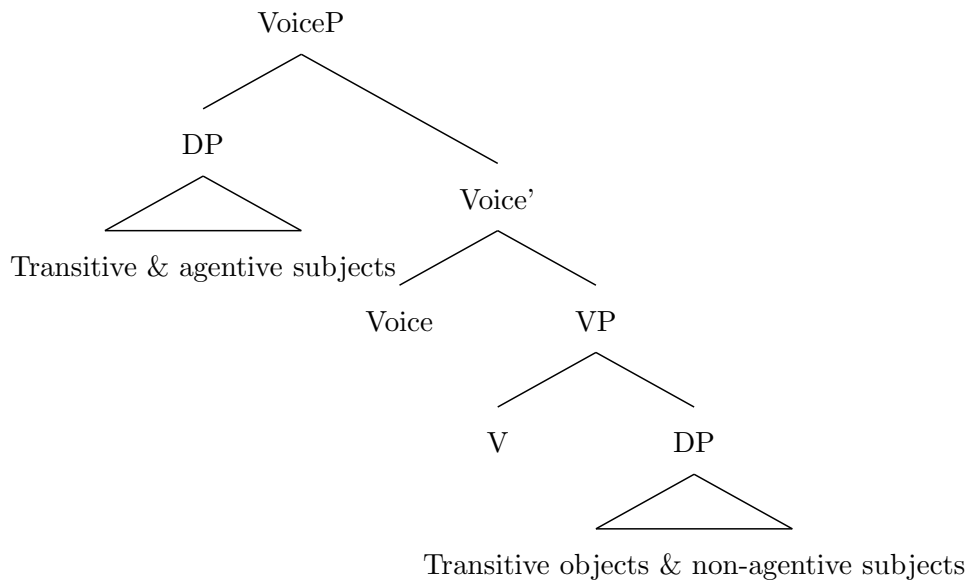 VoiceP
DP
Voice'
Transitive & agentive subjects
Voice VP
V DP
Transitive objects & non-agentive subjects